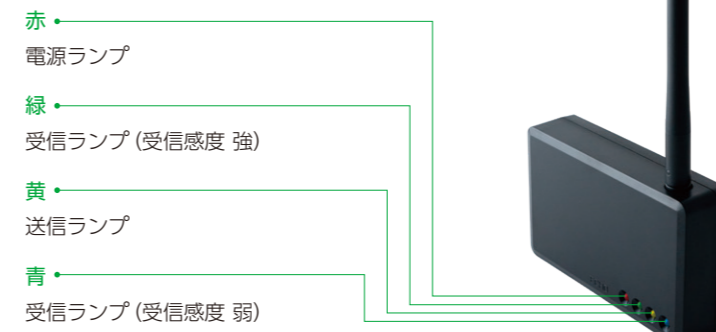 赤
電源ランプ
緑
受信ランプ（受信感度 強）
黄
送信ランプ
青
受信ランプ（受信感度 弱）